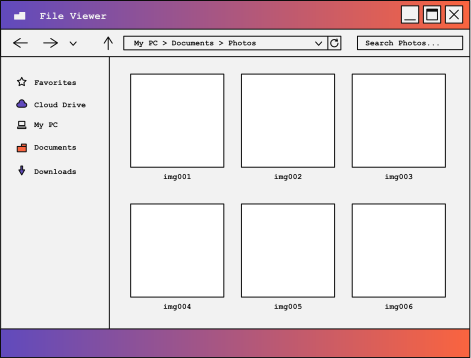 File Viewer
My PC > Documents > Photos
Search Photos...
Favorites
Cloud Drive
My PC
Documents
Downloads
img001
img002
img003
img004
img005
img006